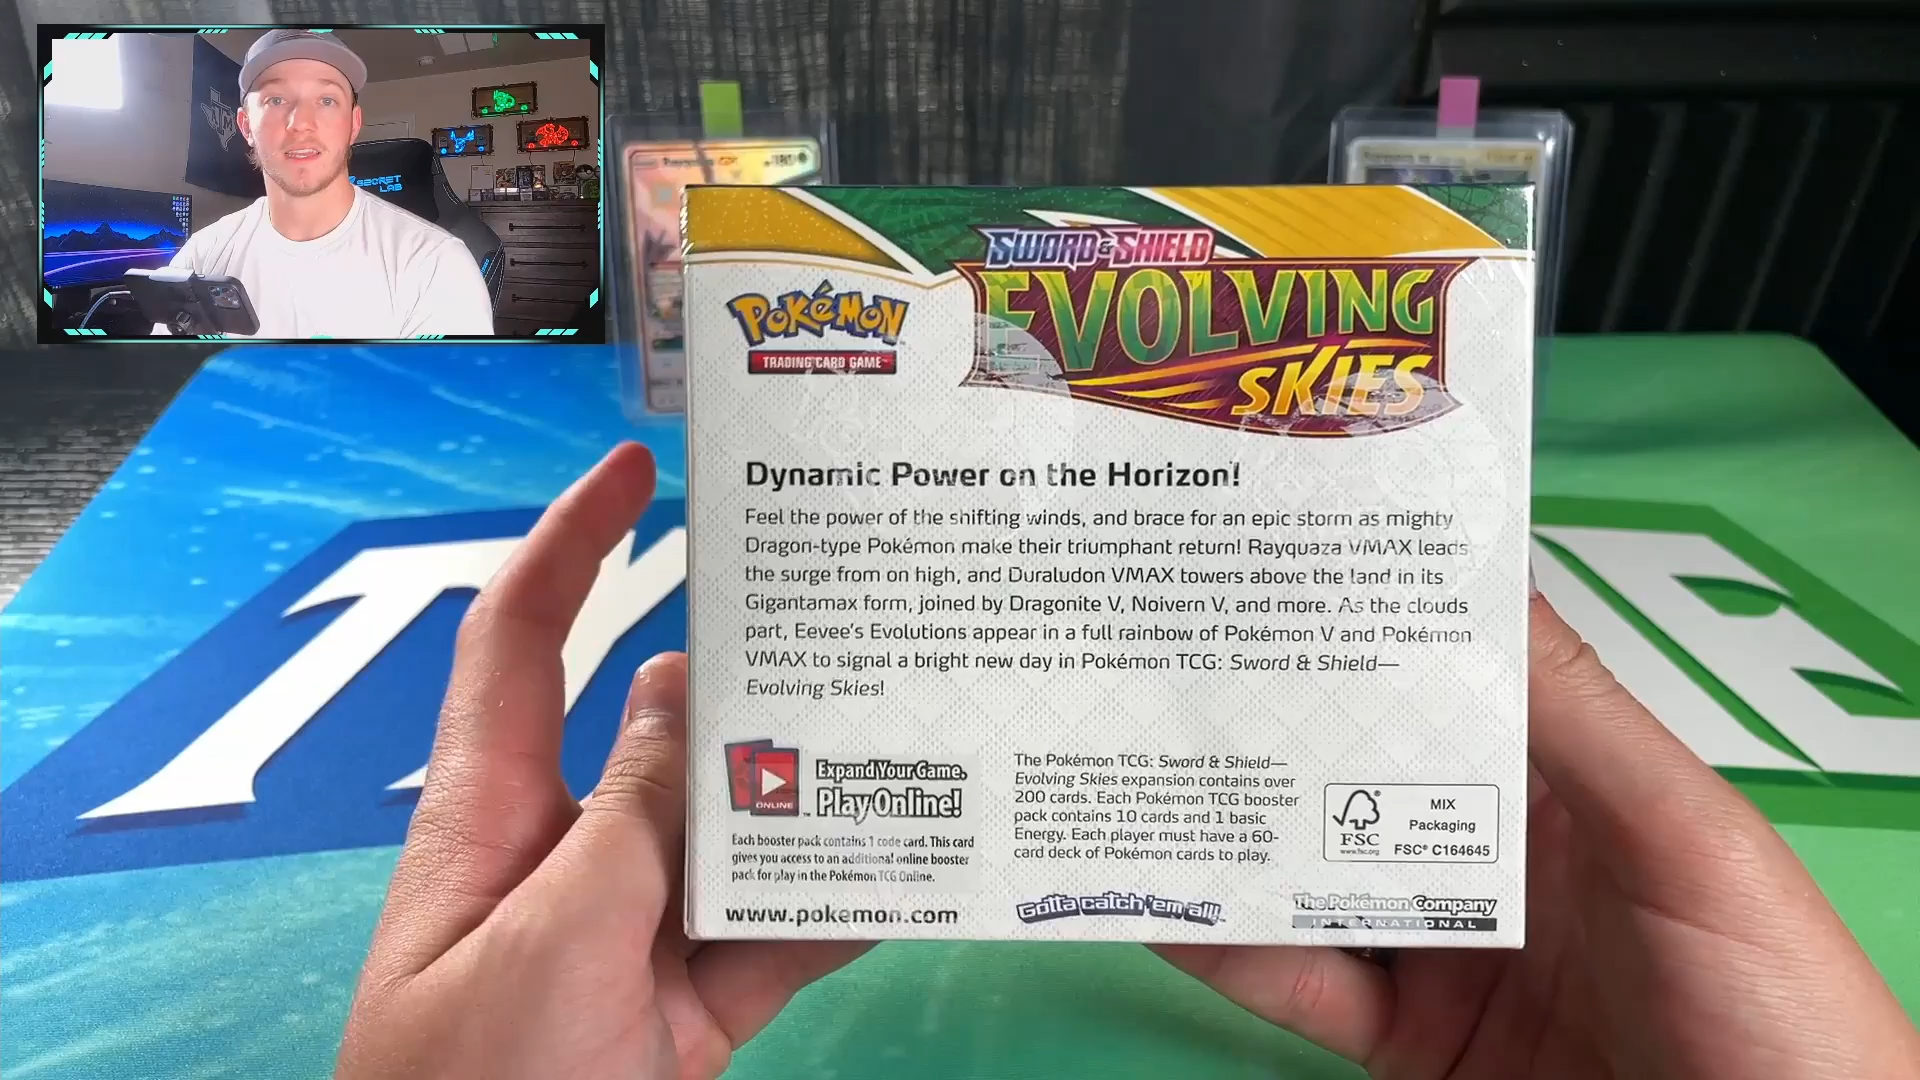 SECRET
LAB
SWORD & SHIELD
EVOLVING
SKIES
POKéMON
TRADING CARD GAME
Dynamic Power on the Horizon!
Feel the power of the shifting winds, and brace for an epic storm as mighty
Dragon-type Pokémon make their triumphant return! Rayquaza VMAX leads
the surge from on high, and Duraludon VMAX towers above the land in its
Gigantamax form, joined by Dragonite V, Noivern V, and more. As the clouds
part, Eevee's Evolutions appear in a full rainbow of Pokémon V and Pokémon
VMAX to signal a bright new day in Pokémon TCG: Sword & Shield—
Evolving Skies!
ONLINE
Expand Your Game.
Play Online!
Each booster pack contains 1 code card. This card
gives you access to an additional online booster
pack for play in the Pokémon TCG Online.
www.pokemon.com
The Pokémon TCG: Sword & Shield—
Evolving Skies expansion contains over
200 cards. Each Pokémon TCG booster
pack contains 10 cards and 1 basic
Energy. Each player must have a 60-
card deck of Pokémon cards to play.
Gotta catch 'em all!
FSC
www.fsc.org
MIX
Packaging
FSC® C164645
The Pokémon Company
INTERNATIONAL